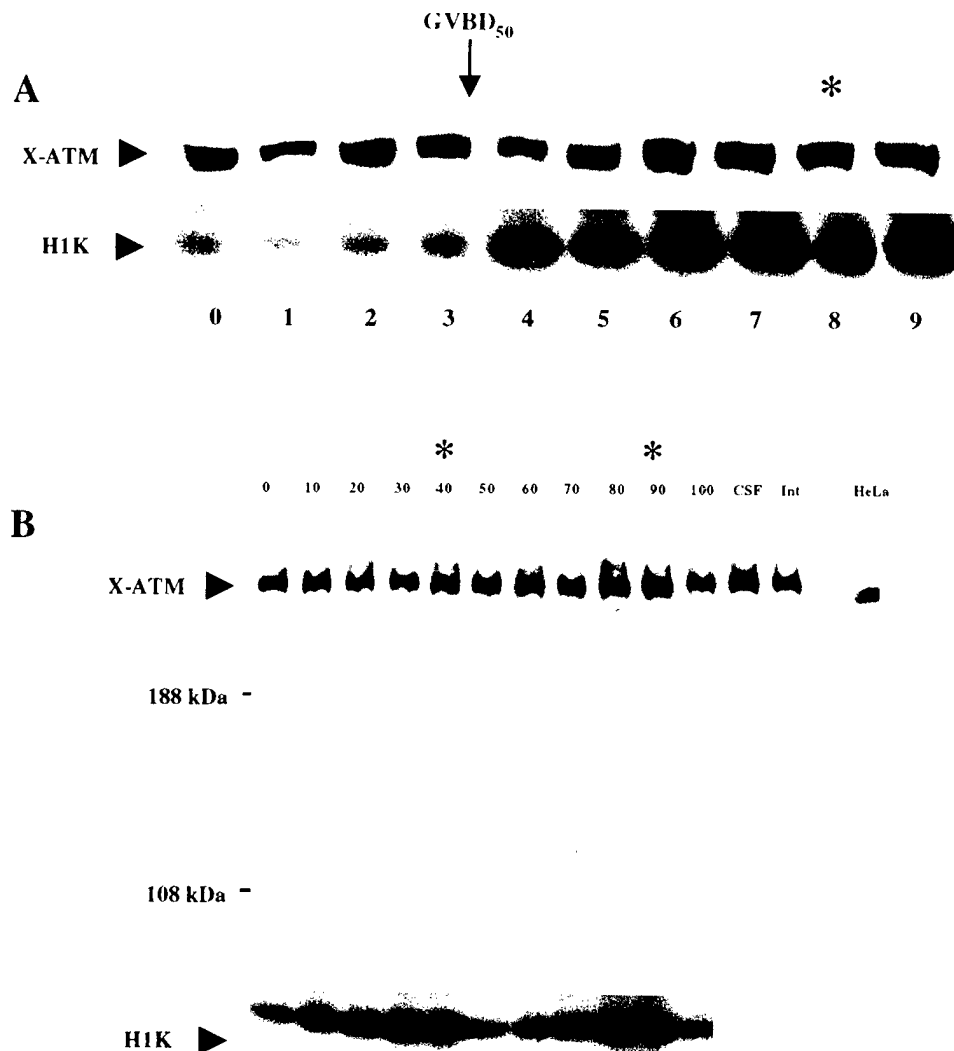 GVBD50
A
*
X-ATM
H1K
0 1 2 3 4 5 6 7 8 9
* *
0 10 20 30 40 50 60 70 80 90 100 CSF Int HeLa
B
X-ATM
188 kDa -
108 kDa -
H1K